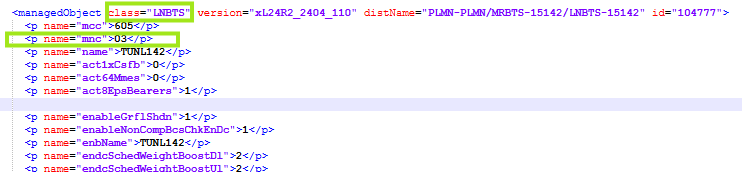 <managedObject class="LNBTS" version="xL24R2_2404_110" distName="PLMN-PLMN/MRBTS-15142/LNBTS-15142" id="104777">
<p name="mcc">605</p>
<p name="mnc">03</p>
<p name="name">TUNL142</p>
<p name="act1xCsfb">0</p>
<p name="act64Mmes">0</p>
<p name="act8EpsBearers">1</p>
<p name="enableGrflShdn">1</p>
<p name="enableNonCompBcsChkEnDc">1</p>
<p name="enbName">TUNL142</p>
<p name="endcSchedWeightBoostDl">2</p>
<p name="endcSchedWeightBoostUl">2</p>